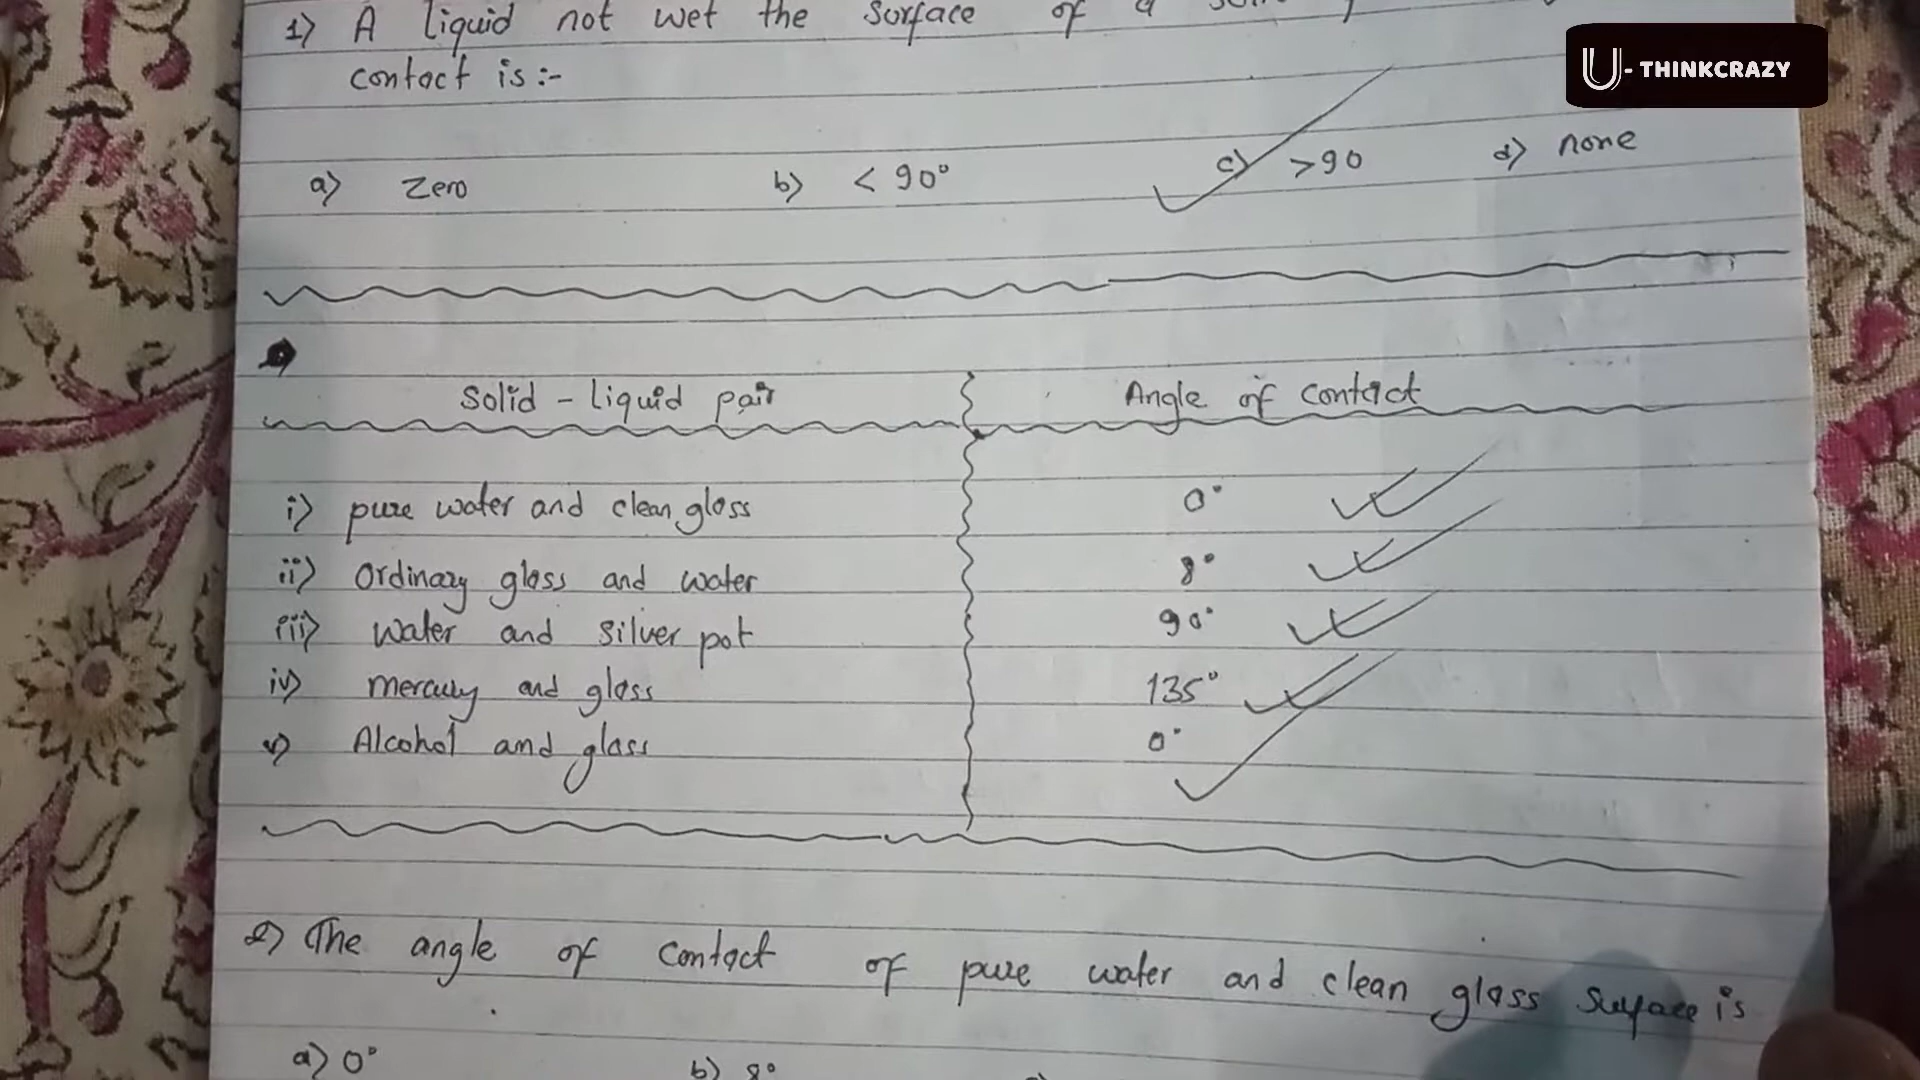 1) A liquid not wet the surface of a
contact is :-
U - THINKCRAZY
a) Zero b) < 90° c) >90 d) none
Solid - liquid pair Angle of contact
i) pure water and clean glass 0°
ii) Ordinary glass and water 8°
iii) water and silver pot 90°
iv) mercury and glass 135°
v) Alcohol and glass 0°
2) The angle of contact of pure water and clean glass surface is
a) 0° b) 8°